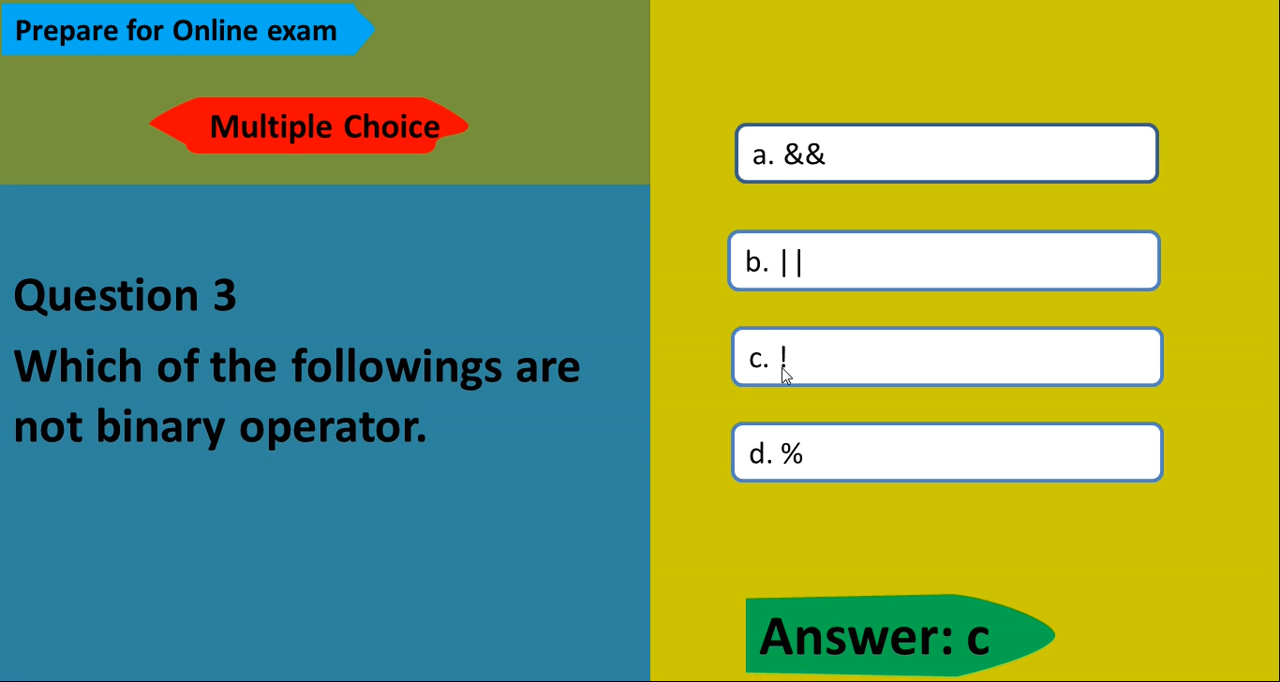 Prepare for Online exam
Multiple Choice
Question 3
Which of the followings are
not binary operator.
a. &&
b. ||
c. !
d. %
Answer: c